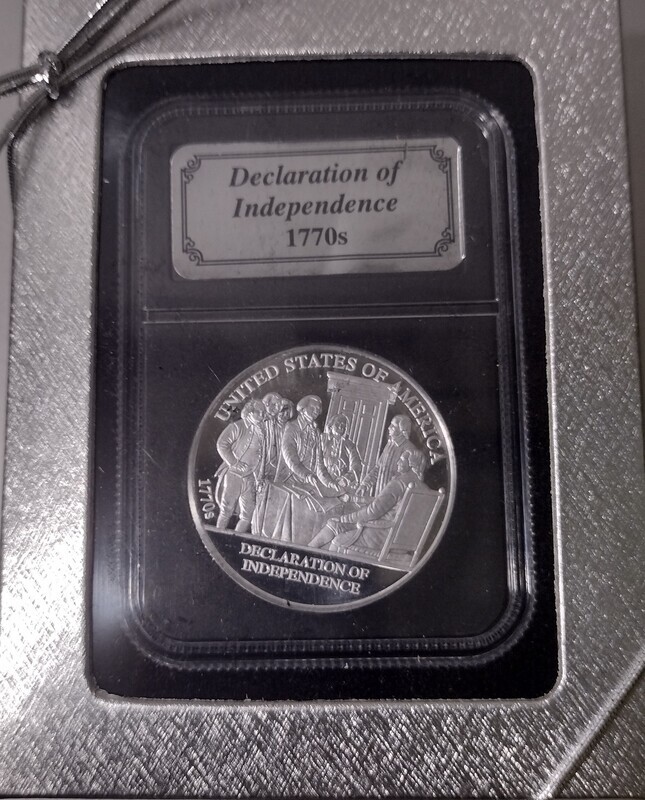 Declaration of
Independence
1770s
UNITED STATES OF AMERICA
1770s
DECLARATION OF
INDEPENDENCE